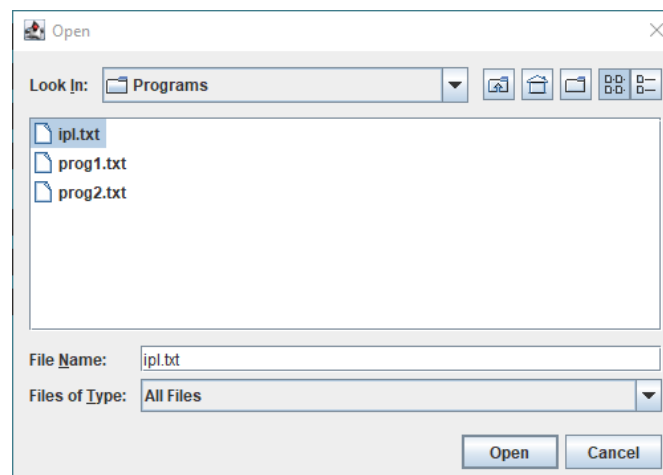 Open
Look In: Programs
ipl.txt
prog1.txt
prog2.txt
File Name: ipl.txt
Files of Type: All Files
Open Cancel